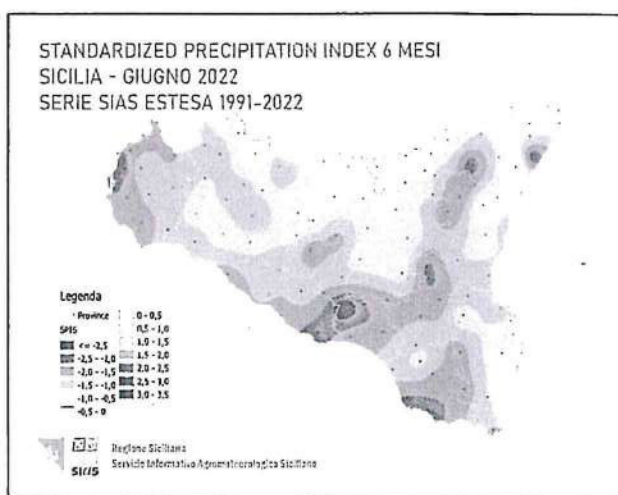 STANDARDIZED PRECIPITATION INDEX 6 MESI
SICILIA - GIUGNO 2022
SERIE SIAS ESTESA 1991-2022
Legenda
Province
<= -2,5
-2,5 - -2,0
-2,0 - -1,5
-1,5 - -1,0
-1,0 - -0,5
-0,5 - 0
0 - 0,5
0,5 - 1,0
1,0 - 1,5
1,5 - 2,0
2,0 - 2,5
2,5 - 3,0
3,0 - 3,5
Regione Siciliana
SIAS
Servizio Informativo Agrometeorologico Siciliano